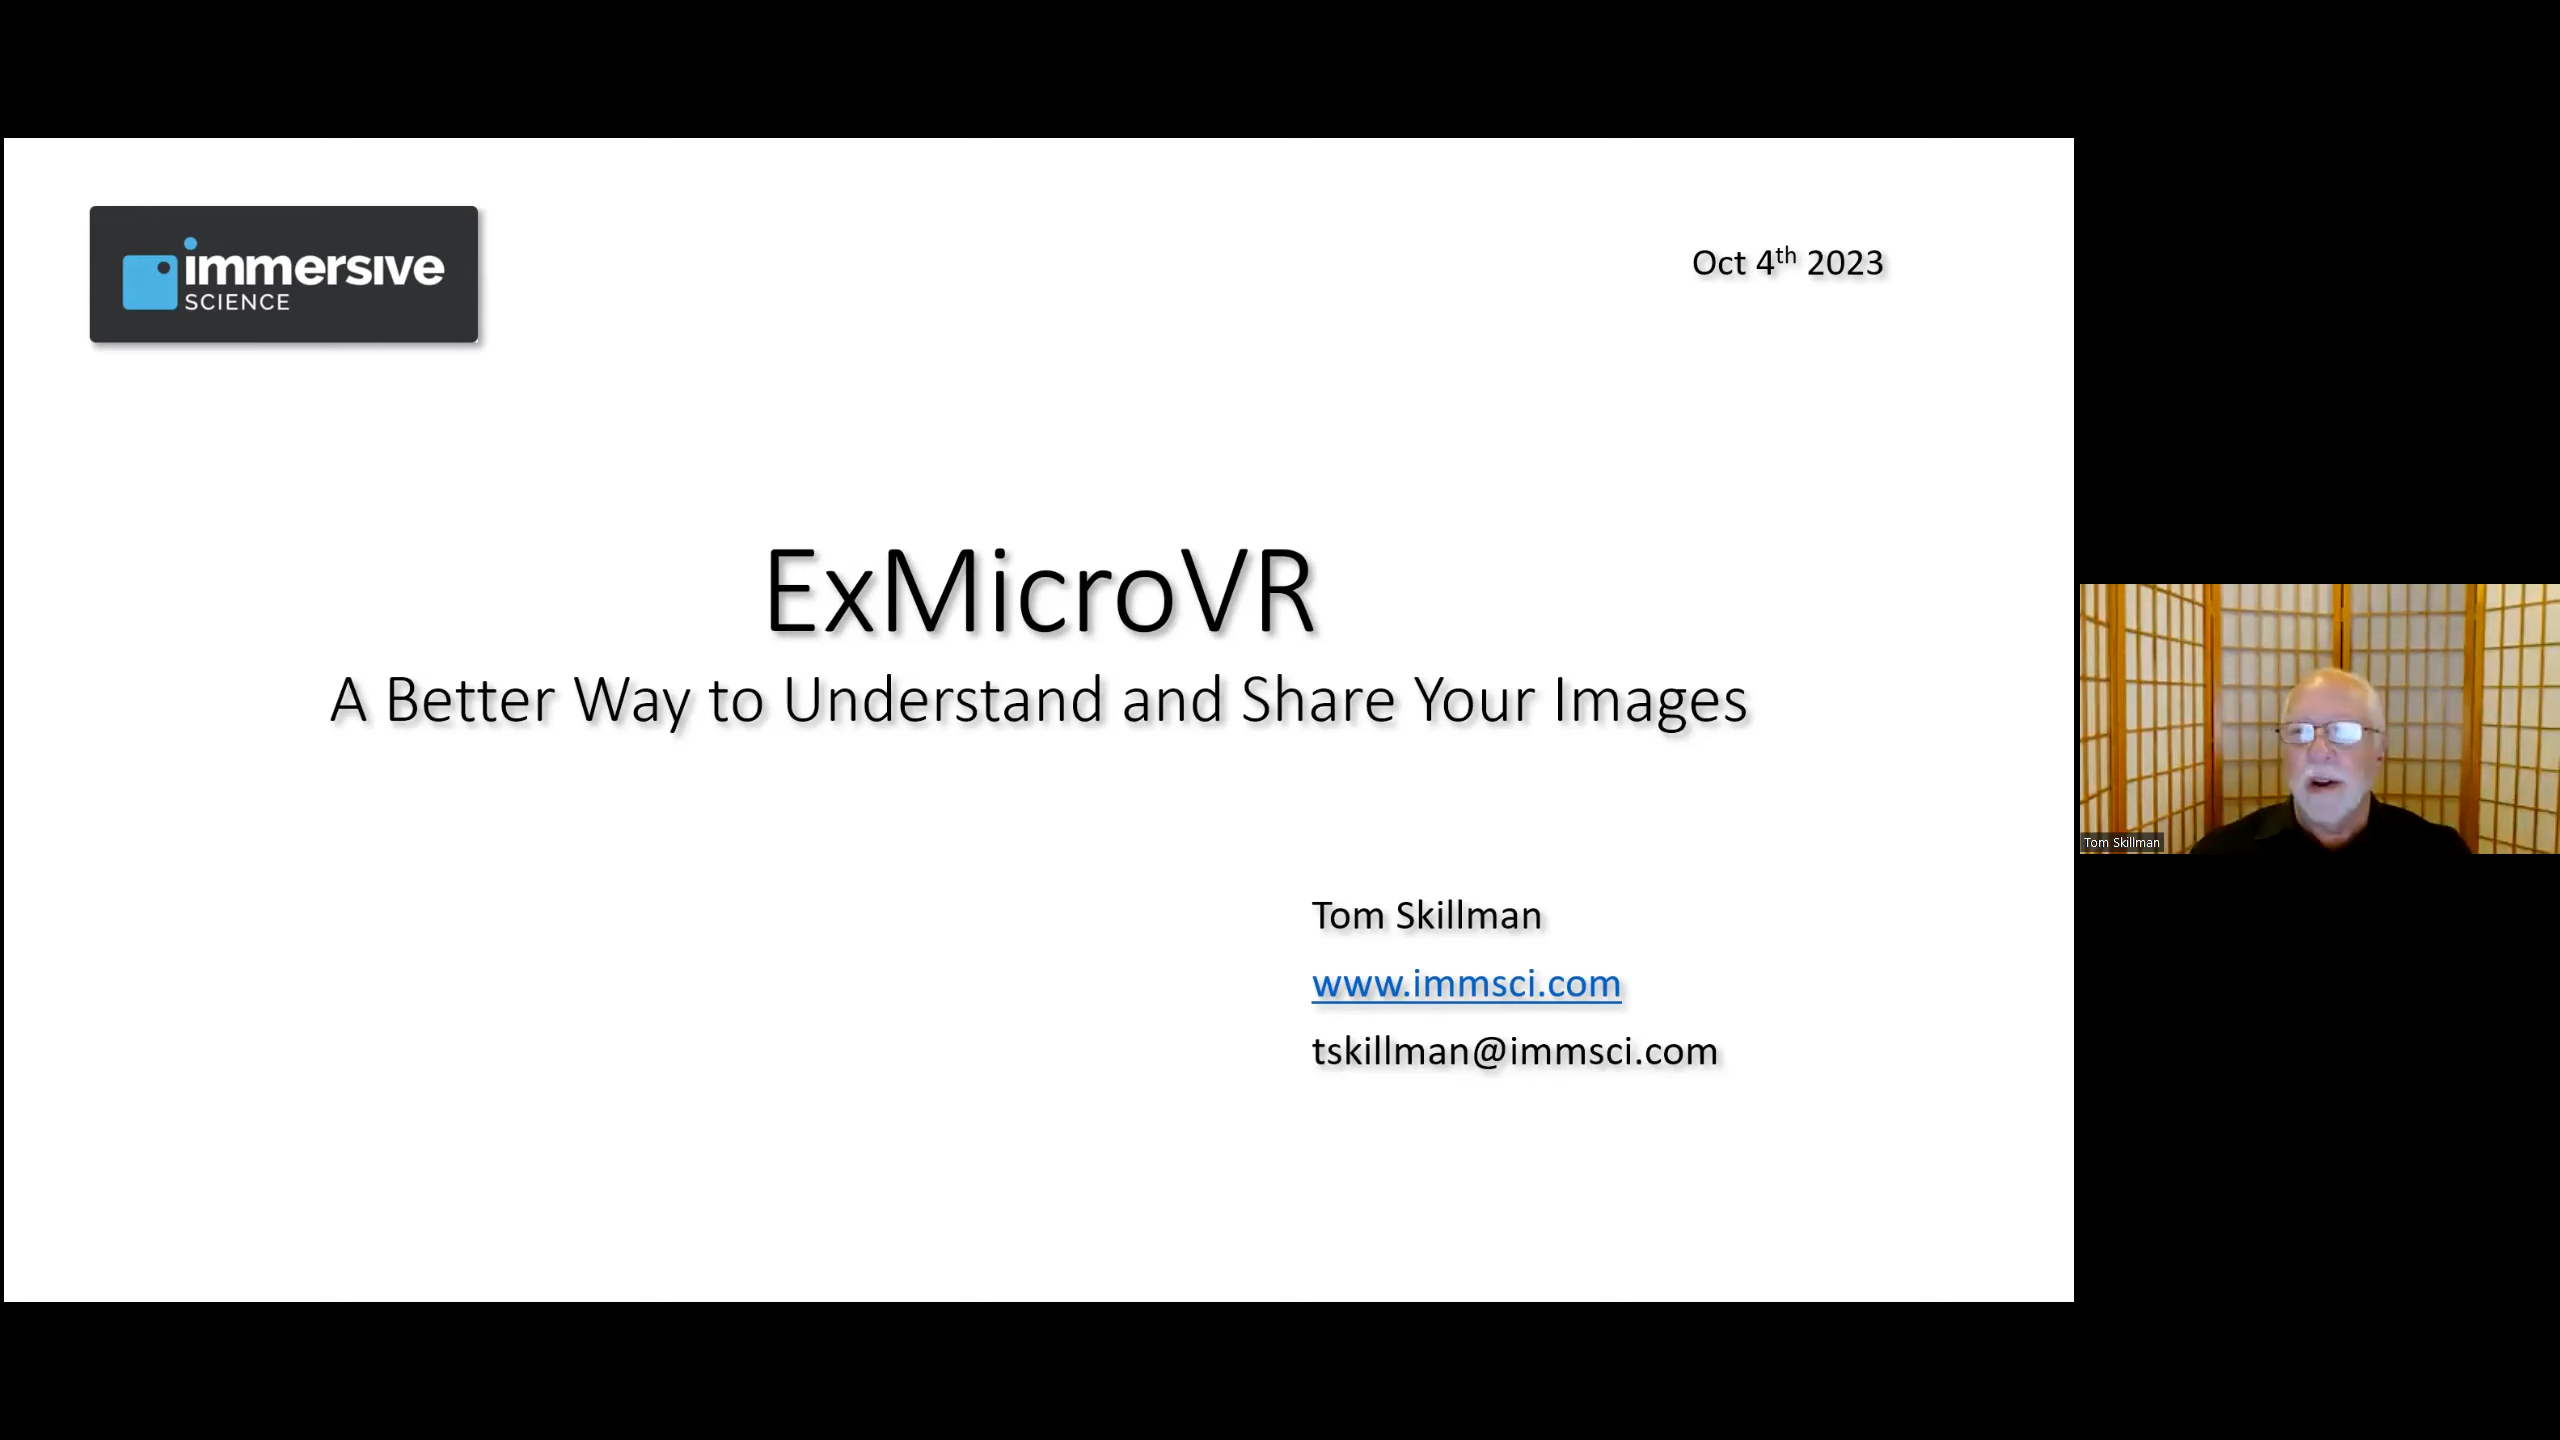 immersive
SCIENCE
Oct 4th 2023
ExMicroVR
A Better Way to Understand and Share Your Images
Tom Skillman
www.immsci.com
tskillman@immsci.com
Tom Skillman